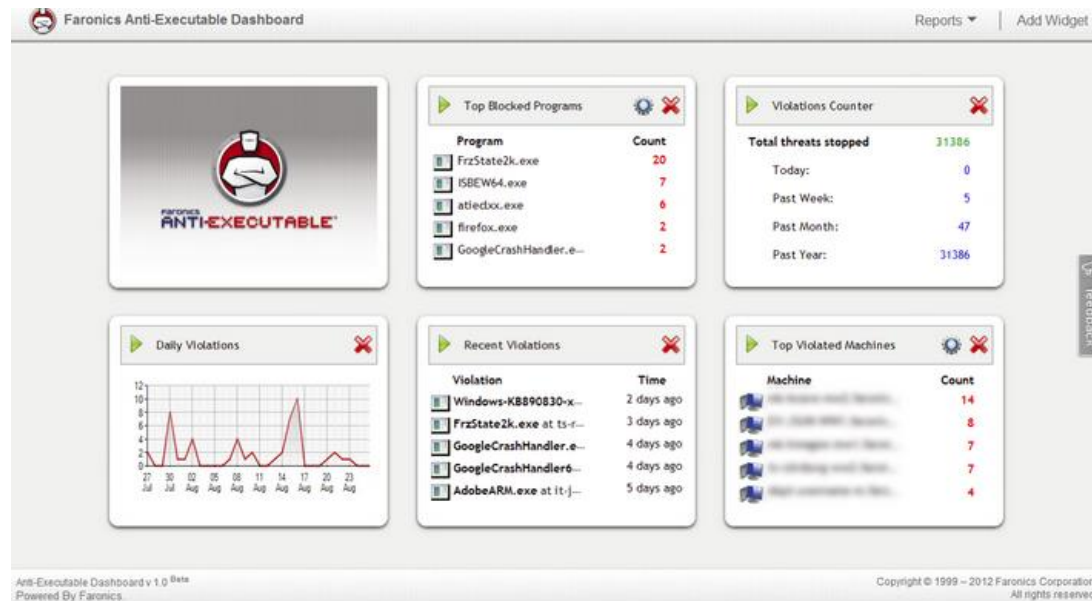 Faronics Anti-Executable Dashboard
Reports
Add Widget
FARONICS
ANTI-EXECUTABLE
Top Blocked Programs
Program Count
FrzState2k.exe 20
ISBEW64.exe 7
atiedxx.exe 6
firefox.exe 2
GoogleCrashHandler.e... 2
Violations Counter
Total threats stopped 31386
Today: 0
Past Week: 5
Past Month: 47
Past Year: 31386
Daily Violations
12
10
8
6
4
2
0
27 30 02 05 08 11 14 17 20 23
Jul Jul Aug Aug Aug Aug Aug Aug Aug Aug
Recent Violations
Violation Time
Windows-KB890830-x... 2 days ago
FrzState2k.exe at ts-r... 3 days ago
GoogleCrashHandler.e... 4 days ago
GoogleCrashHandler6... 4 days ago
AdobeARM.exe at it-j... 5 days ago
Top Violated Machines
Machine Count
14
8
7
7
4
feedback
Anti-Executable Dashboard v 1.0 Beta
Powered By Faronics.
Copyright © 1999 – 2012 Faronics Corporation
All rights reserved